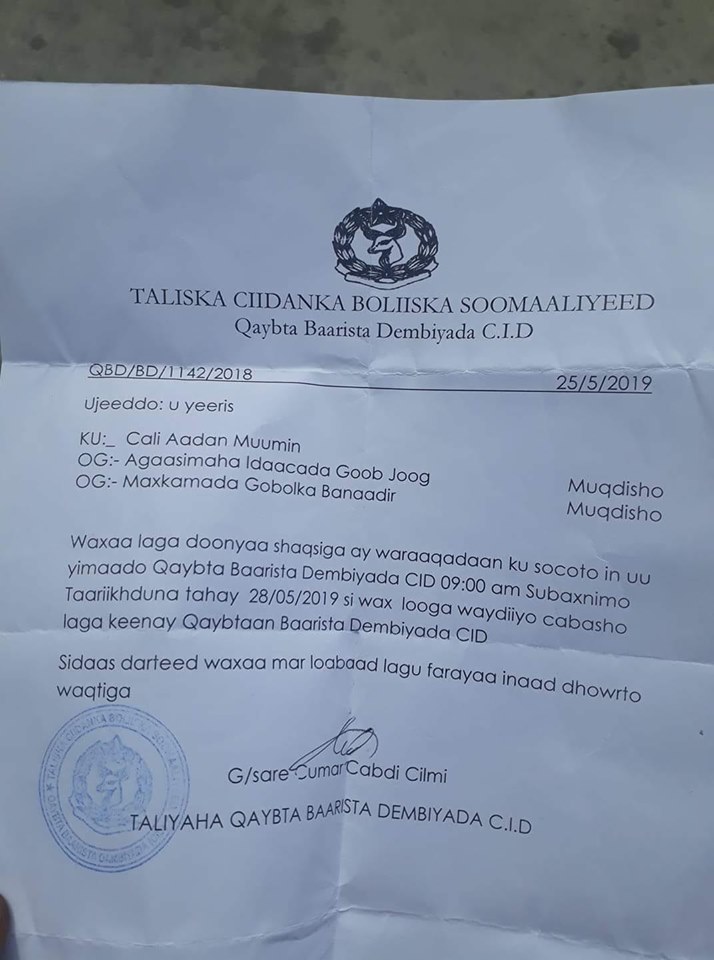 TALISKA CIIDANKA BOLIISKA SOOMAALIYEED
Qaybta Baarista Dembiyada C.I.D
QBD/BD/1142/2018 25/5/2019
Ujeeddo: u yeeris
KU:_ Cali Aadan Muumin
OG:- Agaasimaha Idaacada Goob Joog Muqdisho
OG:- Maxkamada Gobolka Banaadir Muqdisho
Waxaa laga doonyaa shaqsiga ay waraaqadaan ku socoto in uu
yimaado Qaybta Baarista Dembiyada CID 09:00 am Subaxnimo
Taariikhduna tahay 28/05/2019 si wax looga waydiiyo cabasho
laga keenay Qaybtaan Baarista Dembiyada CID
Sidaas darteed waxaa mar loabaad lagu farayaa inaad dhowrto
waqtiga
G/sare Cumar Cabdi Cilmi
TALIYAHA QAYBTA BAARISTA DEMBIYADA C.I.D
TALISKA CIIDANKA
QAYBTA BAARISTA